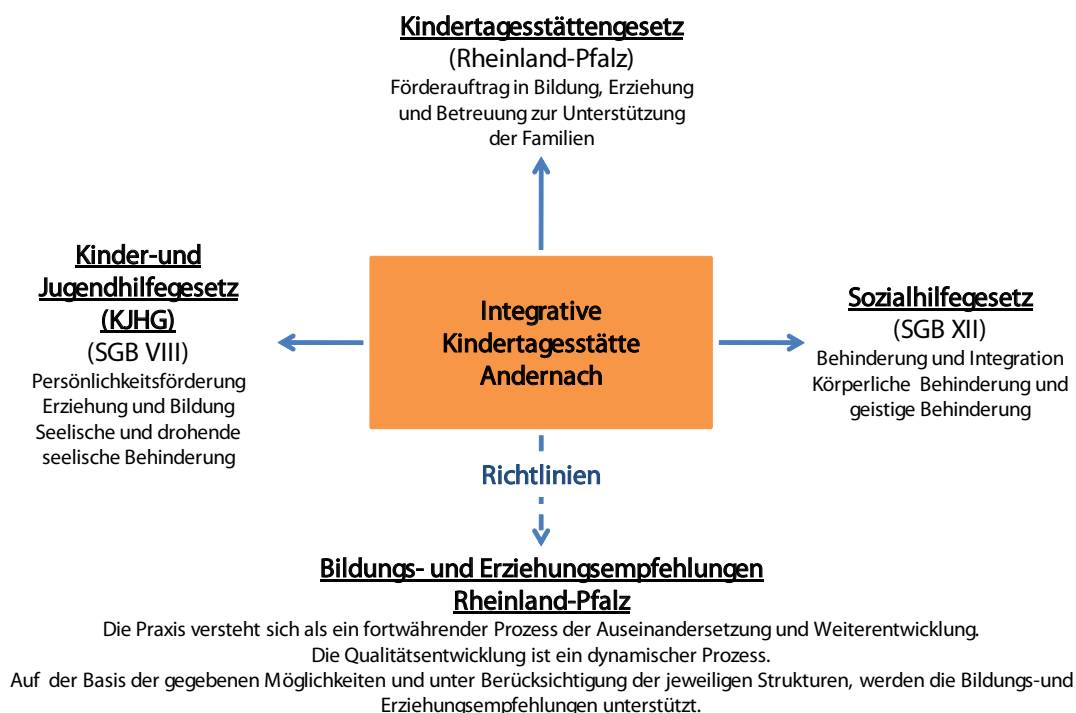 Kindertagesstättengesetz
(Rheinland-Pfalz)
Förderauftrag in Bildung, Erziehung
und Betreuung zur Unterstützung
der Familien
Kinder-und
Jugendhilfegesetz
(KJHG)
(SGB VIII)
Persönlichkeitsförderung
Erziehung und Bildung
Seelische und drohende
seelische Behinderung
Integrative
Kindertagesstätte
Andernach
Sozialhilfegesetz
(SGB XII)
Behinderung und Integration
Körperliche Behinderung und
geistige Behinderung
Richtlinien
Bildungs- und Erziehungsempfehlungen
Rheinland-Pfalz
Die Praxis versteht sich als ein fortwährender Prozess der Auseinandersetzung und Weiterentwicklung.
Die Qualitätsentwicklung ist ein dynamischer Prozess.
Auf der Basis der gegebenen Möglichkeiten und unter Berücksichtigung der jeweiligen Strukturen, werden die Bildungs-und
Erziehungsempfehlungen unterstützt.